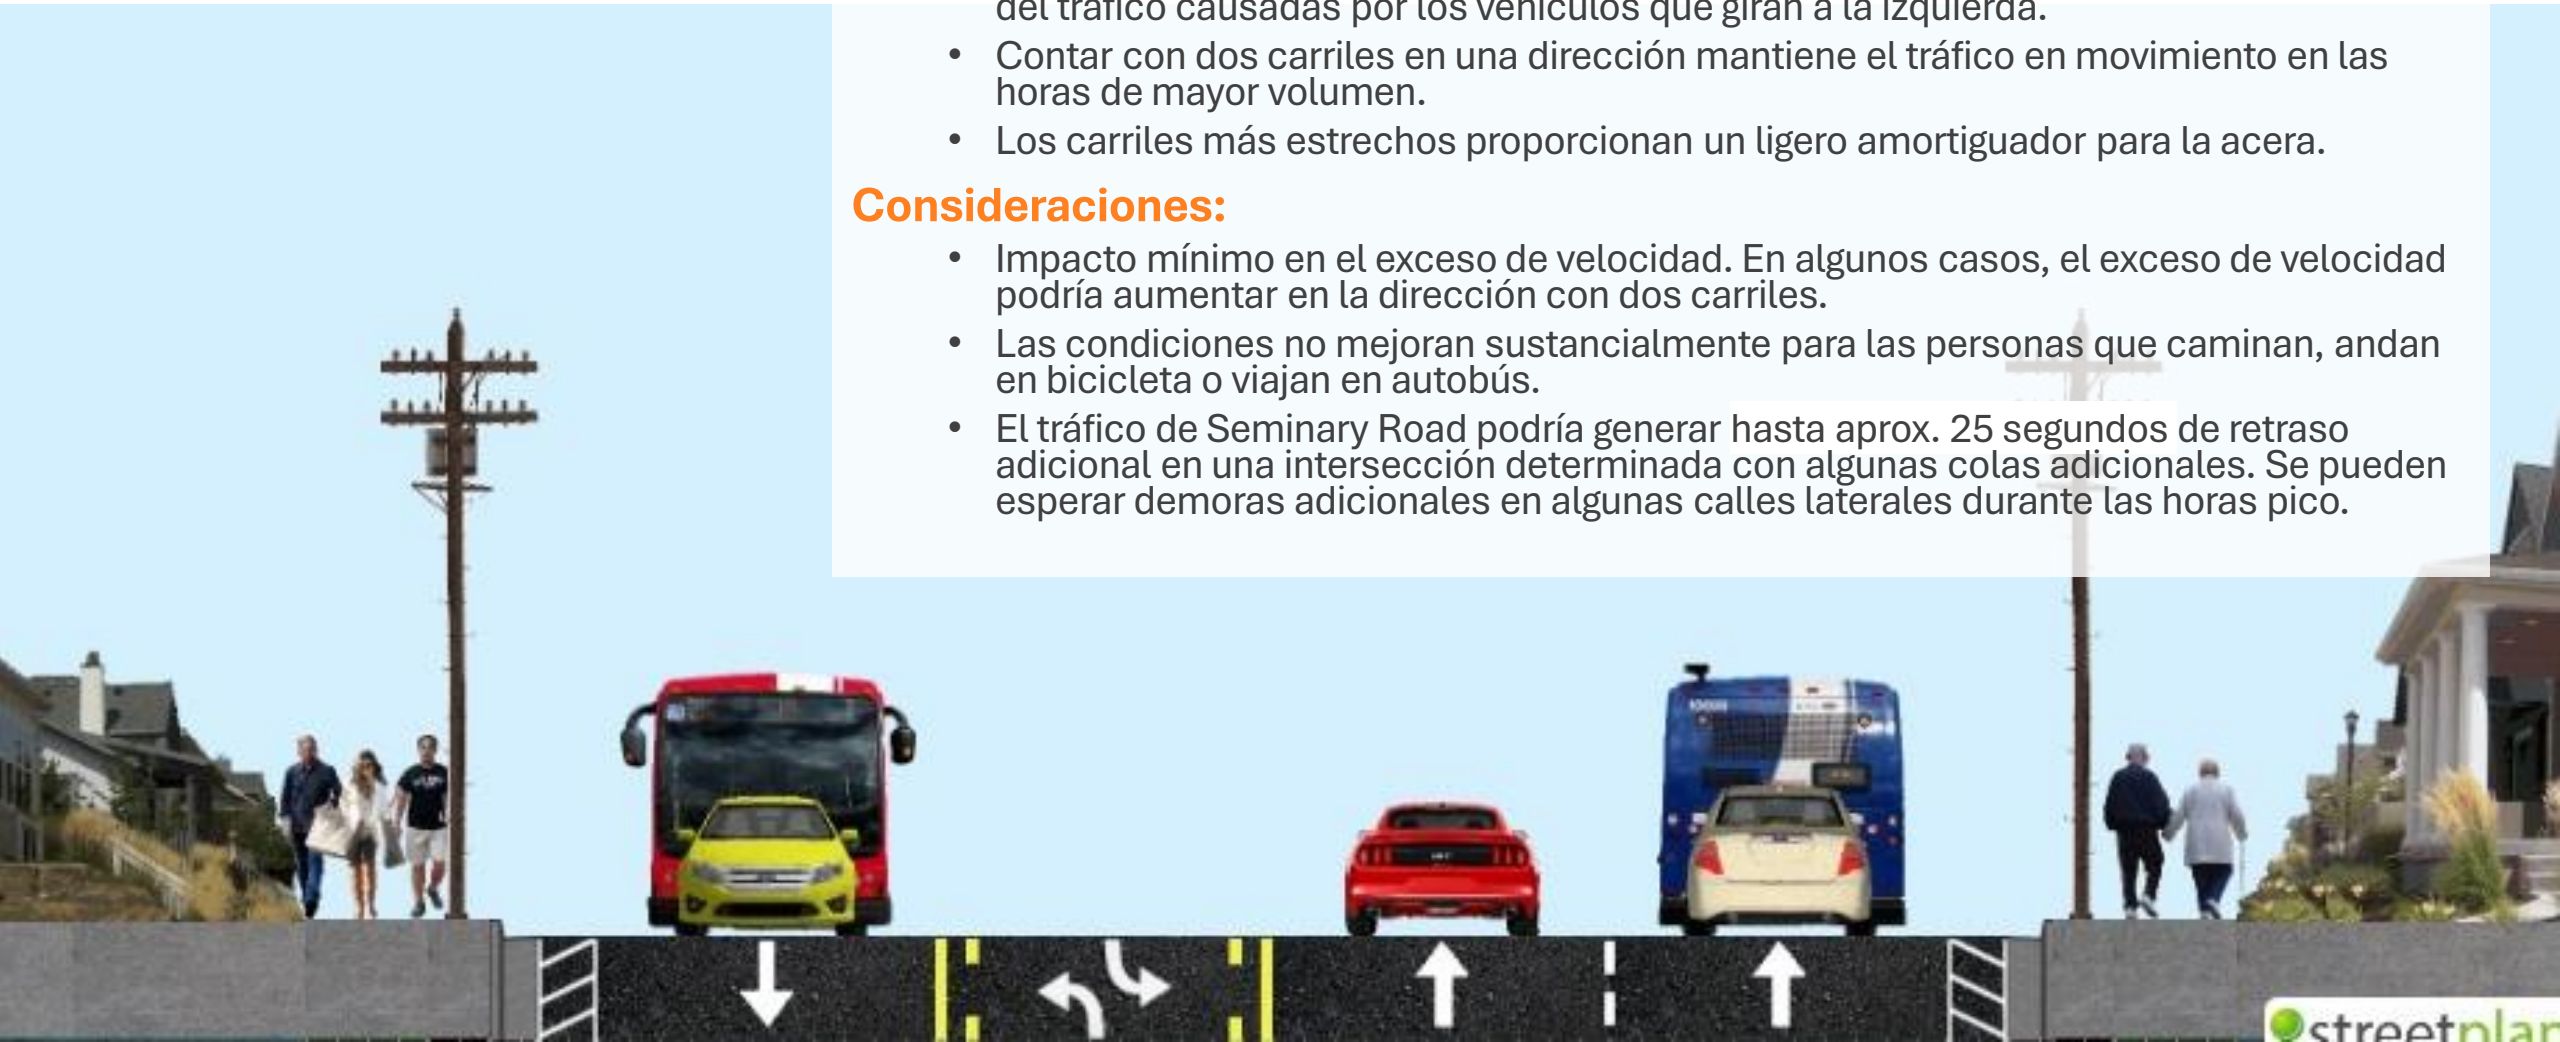 del tráfico causadas por los vehículos que giran a la izquierda.
• Contar con dos carriles en una dirección mantiene el tráfico en movimiento en las
horas de mayor volumen.
• Los carriles más estrechos proporcionan un ligero amortiguador para la acera.
Consideraciones:
• Impacto mínimo en el exceso de velocidad. En algunos casos, el exceso de velocidad
podría aumentar en la dirección con dos carriles.
• Las condiciones no mejoran sustancialmente para las personas que caminan, andan
en bicicleta o viajan en autobús.
• El tráfico de Seminary Road podría generar hasta aprox. 25 segundos de retraso
adicional en una intersección determinada con algunas colas adicionales. Se pueden
esperar demoras adicionales en algunas calles laterales durante las horas pico.
streetplan